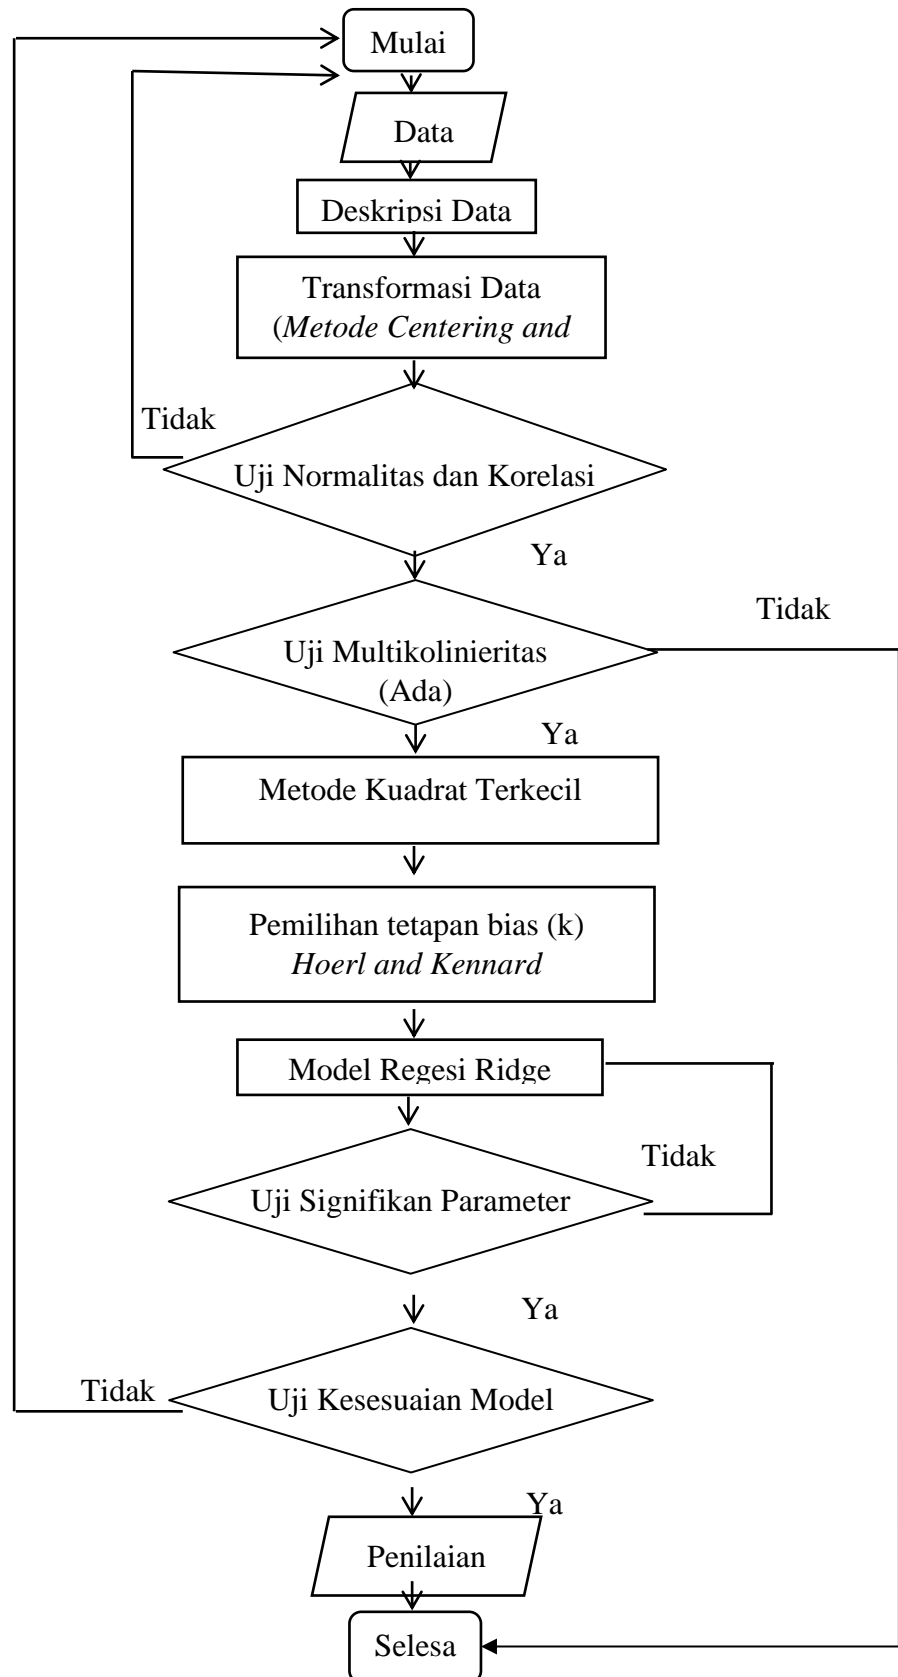 Mulai
Data
Deskripsi Data
Transformasi Data
(Metode Centering and
Tidak
Uji Normalitas dan Korelasi
Ya
Tidak
Uji Multikolinieritas
(Ada)
Ya
Metode Kuadrat Terkecil
Pemilihan tetapan bias (k)
Hoerl and Kennard
Model Regesi Ridge
Tidak
Uji Signifikan Parameter
Ya
Tidak
Uji Kesesuaian Model
Ya
Penilaian
Selesa